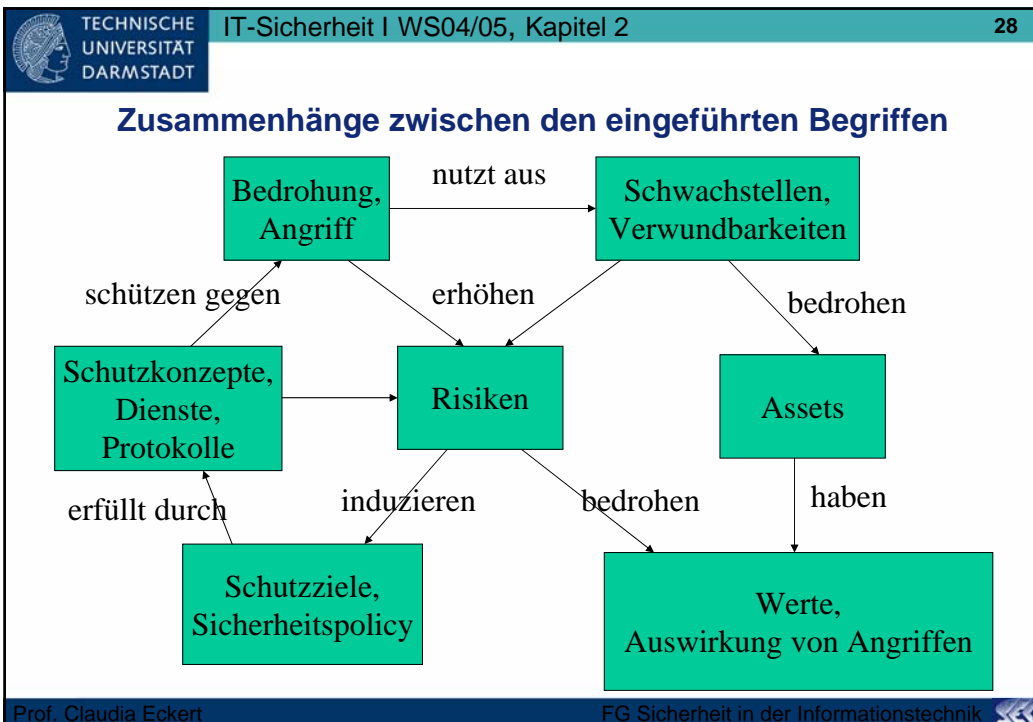 TECHNISCHE
UNIVERSITÄT
DARMSTADT
IT-Sicherheit I WS04/05, Kapitel 2
28
Zusammenhänge zwischen den eingeführten Begriffen
Bedrohung,
Angriff
nutzt aus
Schwachstellen,
Verwundbarkeiten
schützen gegen
erhöhen
bedrohen
Schutzkonzepte,
Dienste,
Protokolle
Risiken
Assets
erfüllt durch
induzieren
bedrohen
haben
Schutzziele,
Sicherheitspolicy
Werte,
Auswirkung von Angriffen
Prof. Claudia Eckert
FG Sicherheit in der Informationstechnik